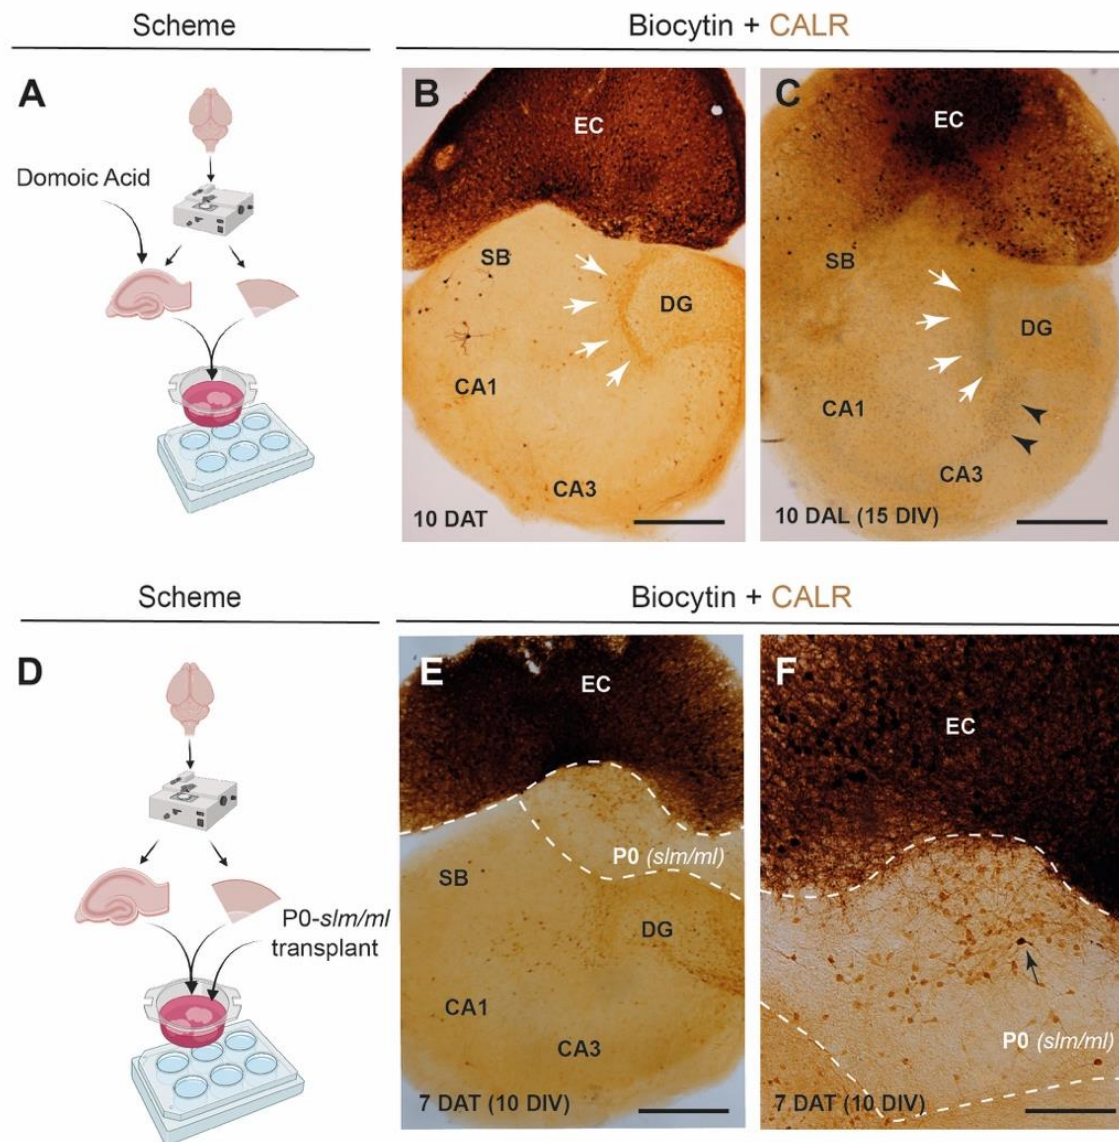 Scheme
Biocytin + CALR
A
Domoic Acid
B
EC
SB
DG
CA1
CA3
10 DAT
C
EC
SB
DG
CA1
CA3
10 DAL (15 DIV)
Scheme
Biocytin + CALR
D
P0-slm/ml
transplant
E
EC
P0 (slm/ml)
SB
DG
CA1
CA3
7 DAT (10 DIV)
F
EC
P0 (slm/ml)
7 DAT (10 DIV)